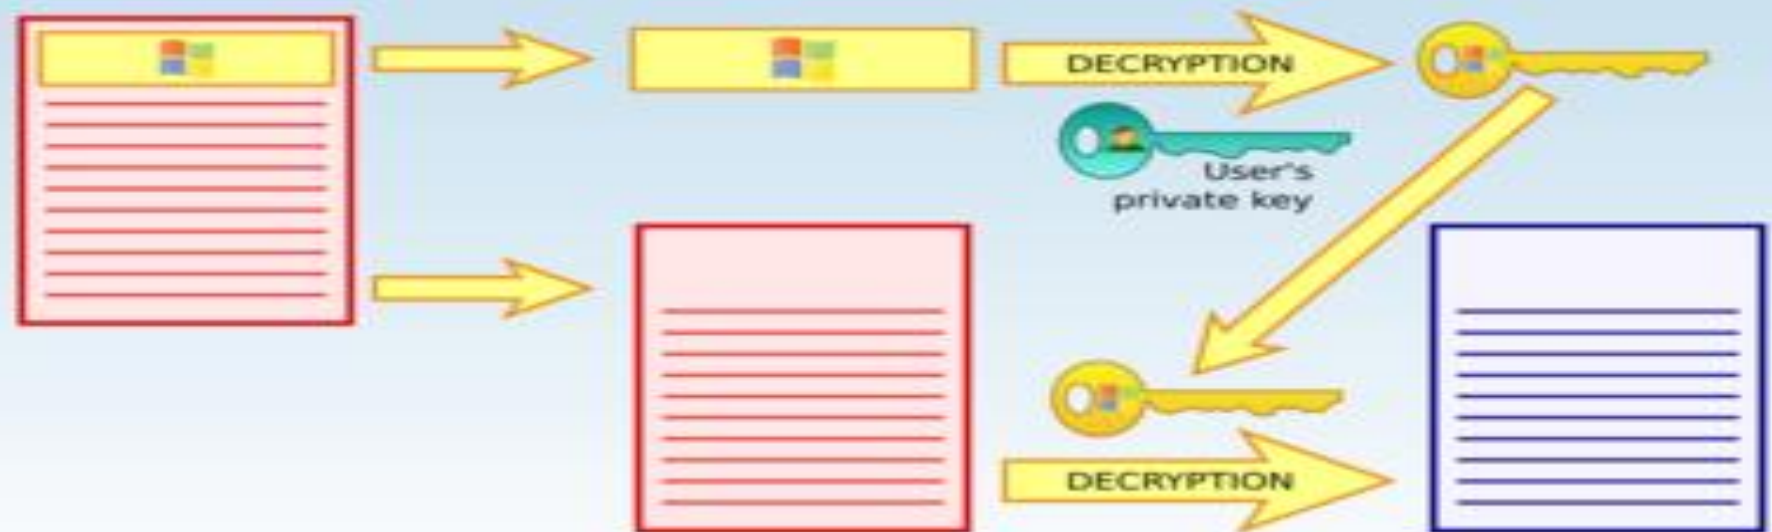 DECRYPTION
User's
private key
DECRYPTION